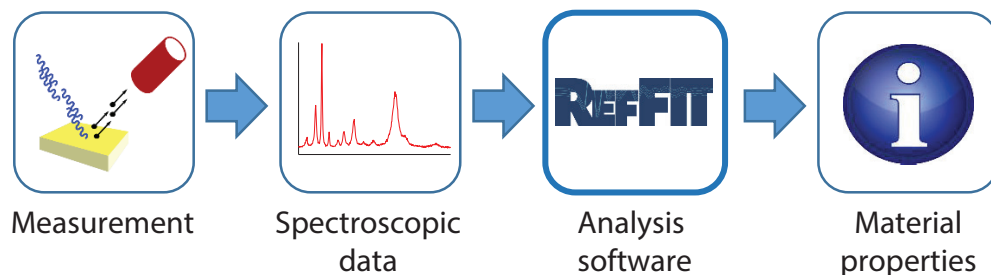 REFFIT
i
Measurement
Spectroscopic
data
Analysis
software
Material
properties